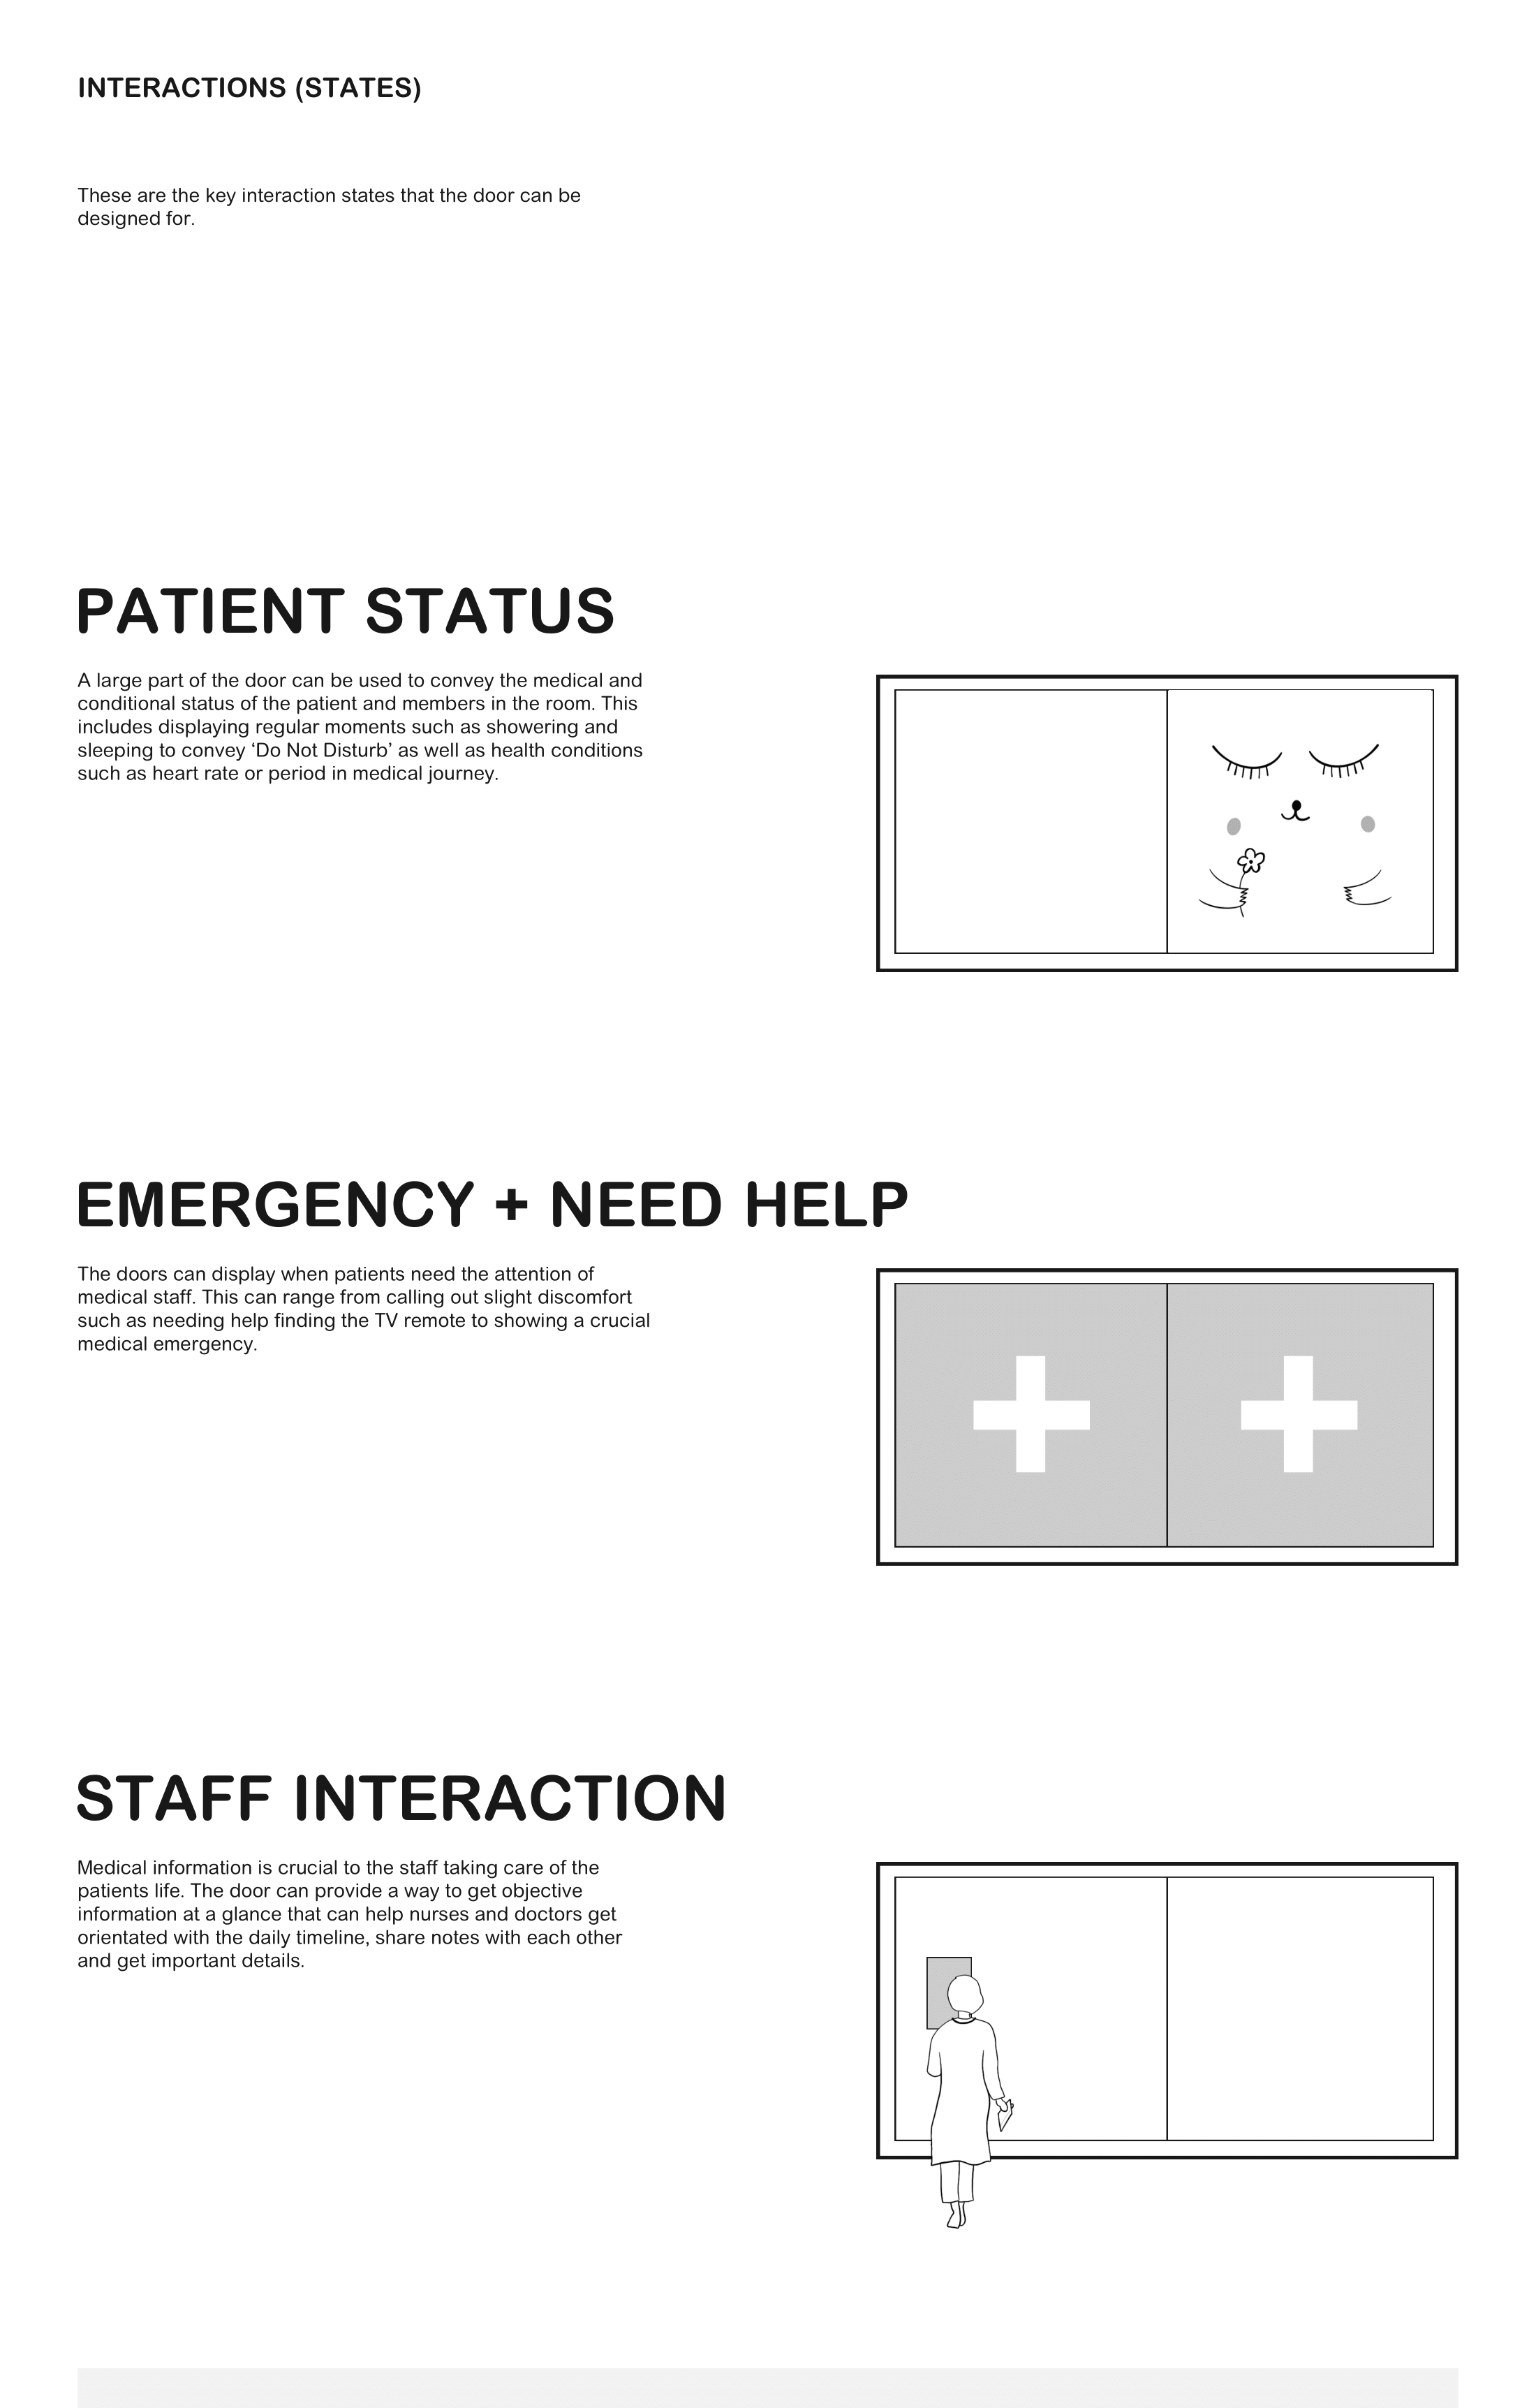 INTERACTIONS (STATES)
These are the key interaction states that the door can be
designed for.
PATIENT STATUS
A large part of the door can be used to convey the medical and
conditional status of the patient and members in the room. This
includes displaying regular moments such as showering and
sleeping to convey ‘Do Not Disturb’ as well as health conditions
such as heart rate or period in medical journey.
EMERGENCY + NEED HELP
The doors can display when patients need the attention of
medical staff. This can range from calling out slight discomfort
such as needing help finding the TV remote to showing a crucial
medical emergency.
STAFF INTERACTION
Medical information is crucial to the staff taking care of the
patients life. The door can provide a way to get objective
information at a glance that can help nurses and doctors get
orientated with the daily timeline, share notes with each other
and get important details.